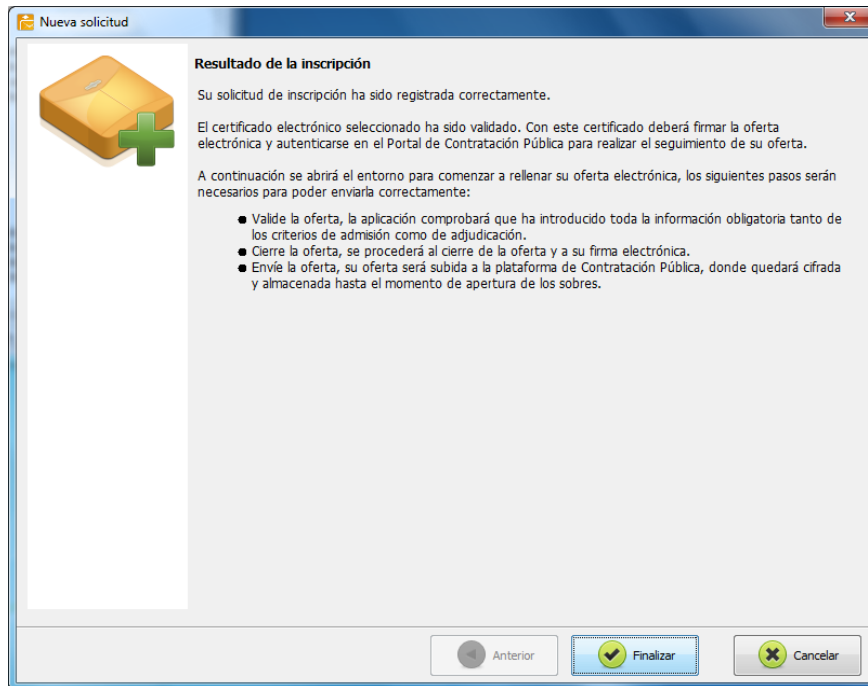 Nueva solicitud
Resultado de la inscripción
Su solicitud de inscripción ha sido registrada correctamente.
El certificado electrónico seleccionado ha sido validado. Con este certificado deberá firmar la oferta
electrónica y autenticarse en el Portal de Contratación Pública para realizar el seguimiento de su oferta.
A continuación se abrirá el entorno para comenzar a rellenar su oferta electrónica, los siguientes pasos serán
necesarios para poder enviarla correctamente:
● Valide la oferta, la aplicación comprobará que ha introducido toda la información obligatoria tanto de
los criterios de admisión como de adjudicación.
● Cierre la oferta, se procederá al cierre de la oferta y a su firma electrónica.
● Envíe la oferta, su oferta será subida a la plataforma de Contratación Pública, donde quedará cifrada
y almacenada hasta el momento de apertura de los sobres.
Anterior
Finalizar
Cancelar